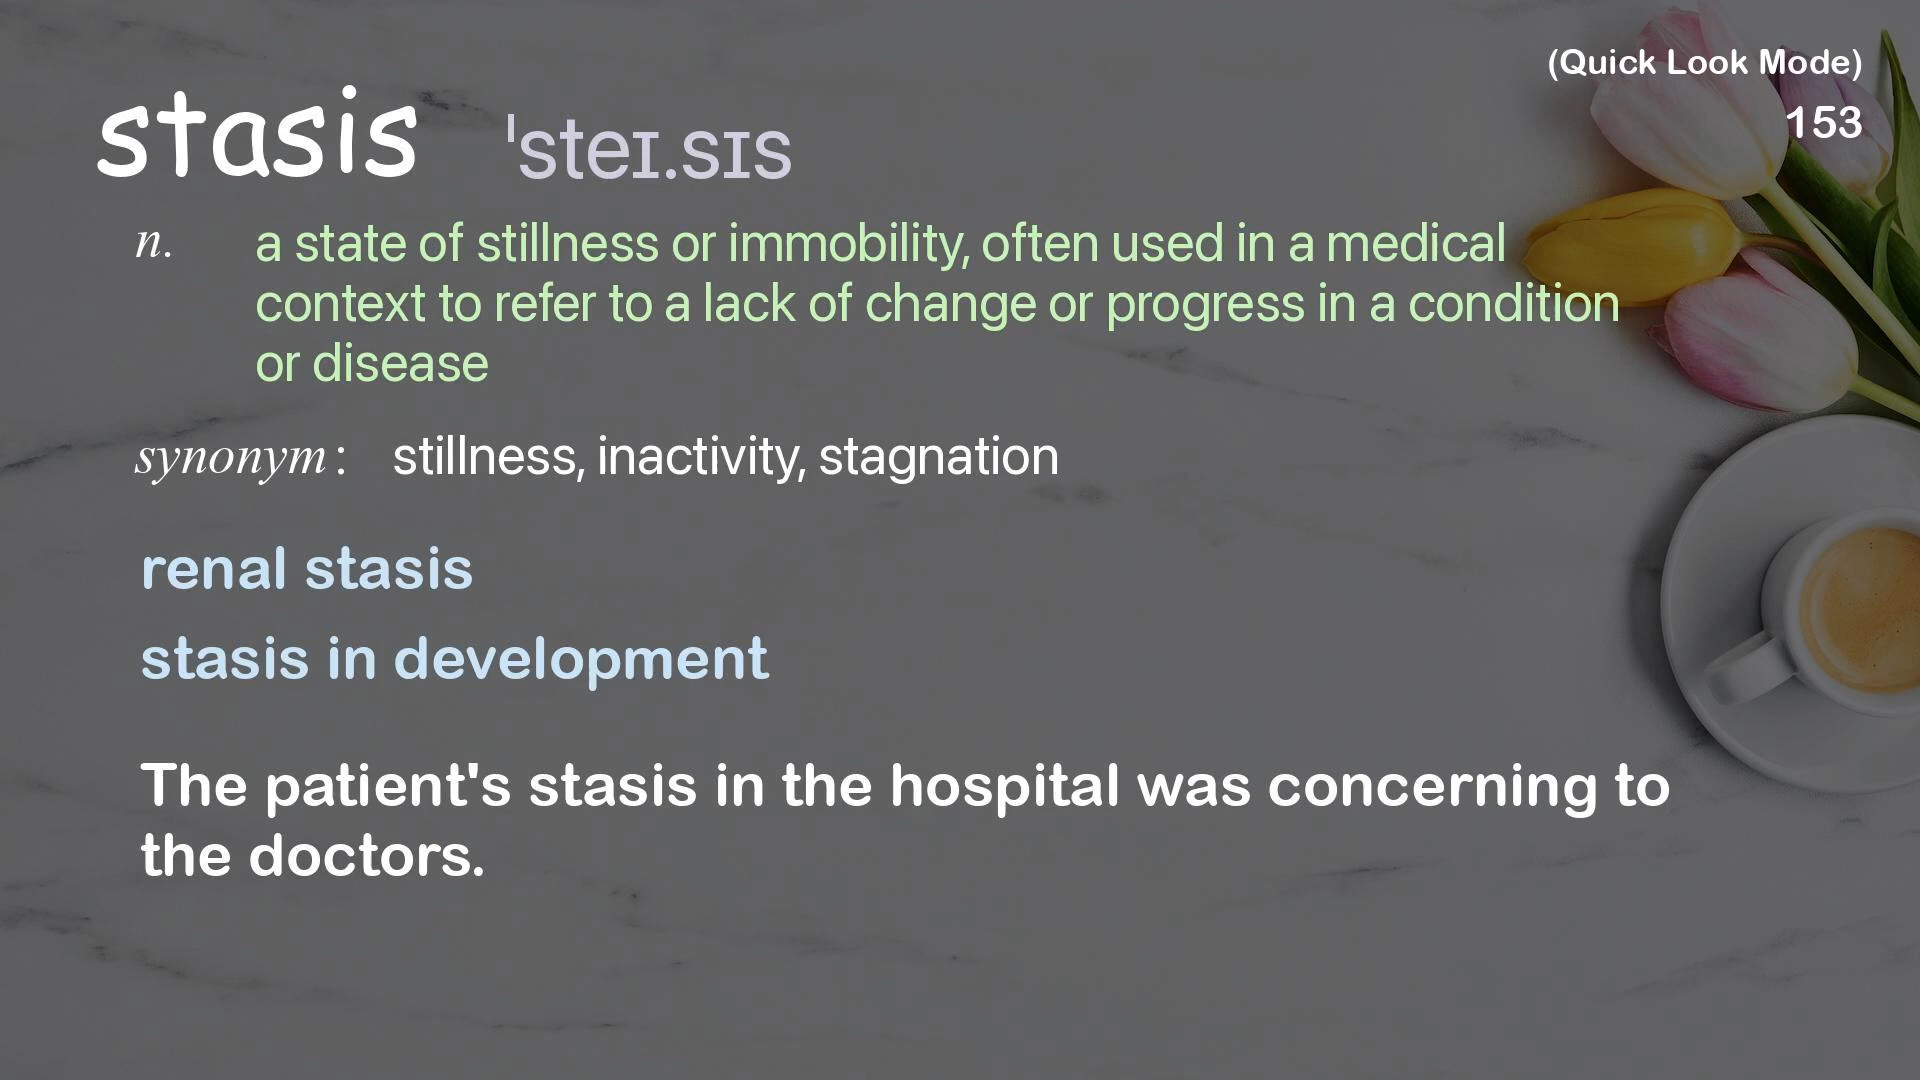 (Quick Look Mode)
153
stasis ˈsteɪ.sɪs
n. a state of stillness or immobility, often used in a medical
context to refer to a lack of change or progress in a condition
or disease
synonym: stillness, inactivity, stagnation
renal stasis
stasis in development
The patient's stasis in the hospital was concerning to
the doctors.